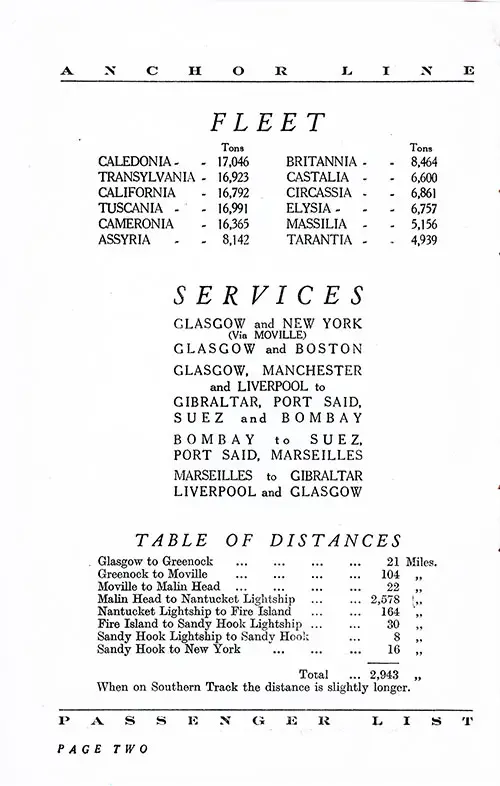 ANCHOR LINE
FLEET
Tons Tons
CALEDONIA - - 17,046 BRITANNIA - - 8,464
TRANSYLVANIA - 16,923 CASTALIA - - 6,600
CALIFORNIA - 16,792 CIRCASSIA - - 6,861
TUSCANIA - - 16,991 ELYSIA - - - 6,757
CAMERONIA - 16,365 MASSILIA - - 5,156
ASSYRIA - - 8,142 TARANTIA - - 4,939
SERVICES
GLASGOW and NEW YORK
(Via MOVILLE)
GLASGOW and BOSTON
GLASGOW, MANCHESTER
and LIVERPOOL to
GIBRALTAR, PORT SAID,
SUEZ and BOMBAY
BOMBAY to SUEZ,
PORT SAID, MARSEILLES
MARSEILLES to GIBRALTAR
LIVERPOOL and GLASGOW
TABLE OF DISTANCES
Glasgow to Greenock ... ... ... ... 21 Miles.
Greenock to Moville ... ... ... ... 104 „
Moville to Malin Head ... ... ... ... 22 „
Malin Head to Nantucket Lightship ... ... 2,578 „
Nantucket Lightship to Fire Island ... ... 164 „
Fire Island to Sandy Hook Lightship ... ... 30 „
Sandy Hook Lightship to Sandy Hook ... 8 „
Sandy Hook to New York ... ... ... 16 „
Total ... 2,943 „
When on Southern Track the distance is slightly longer.
PASSENGER LIST
PAGE TWO